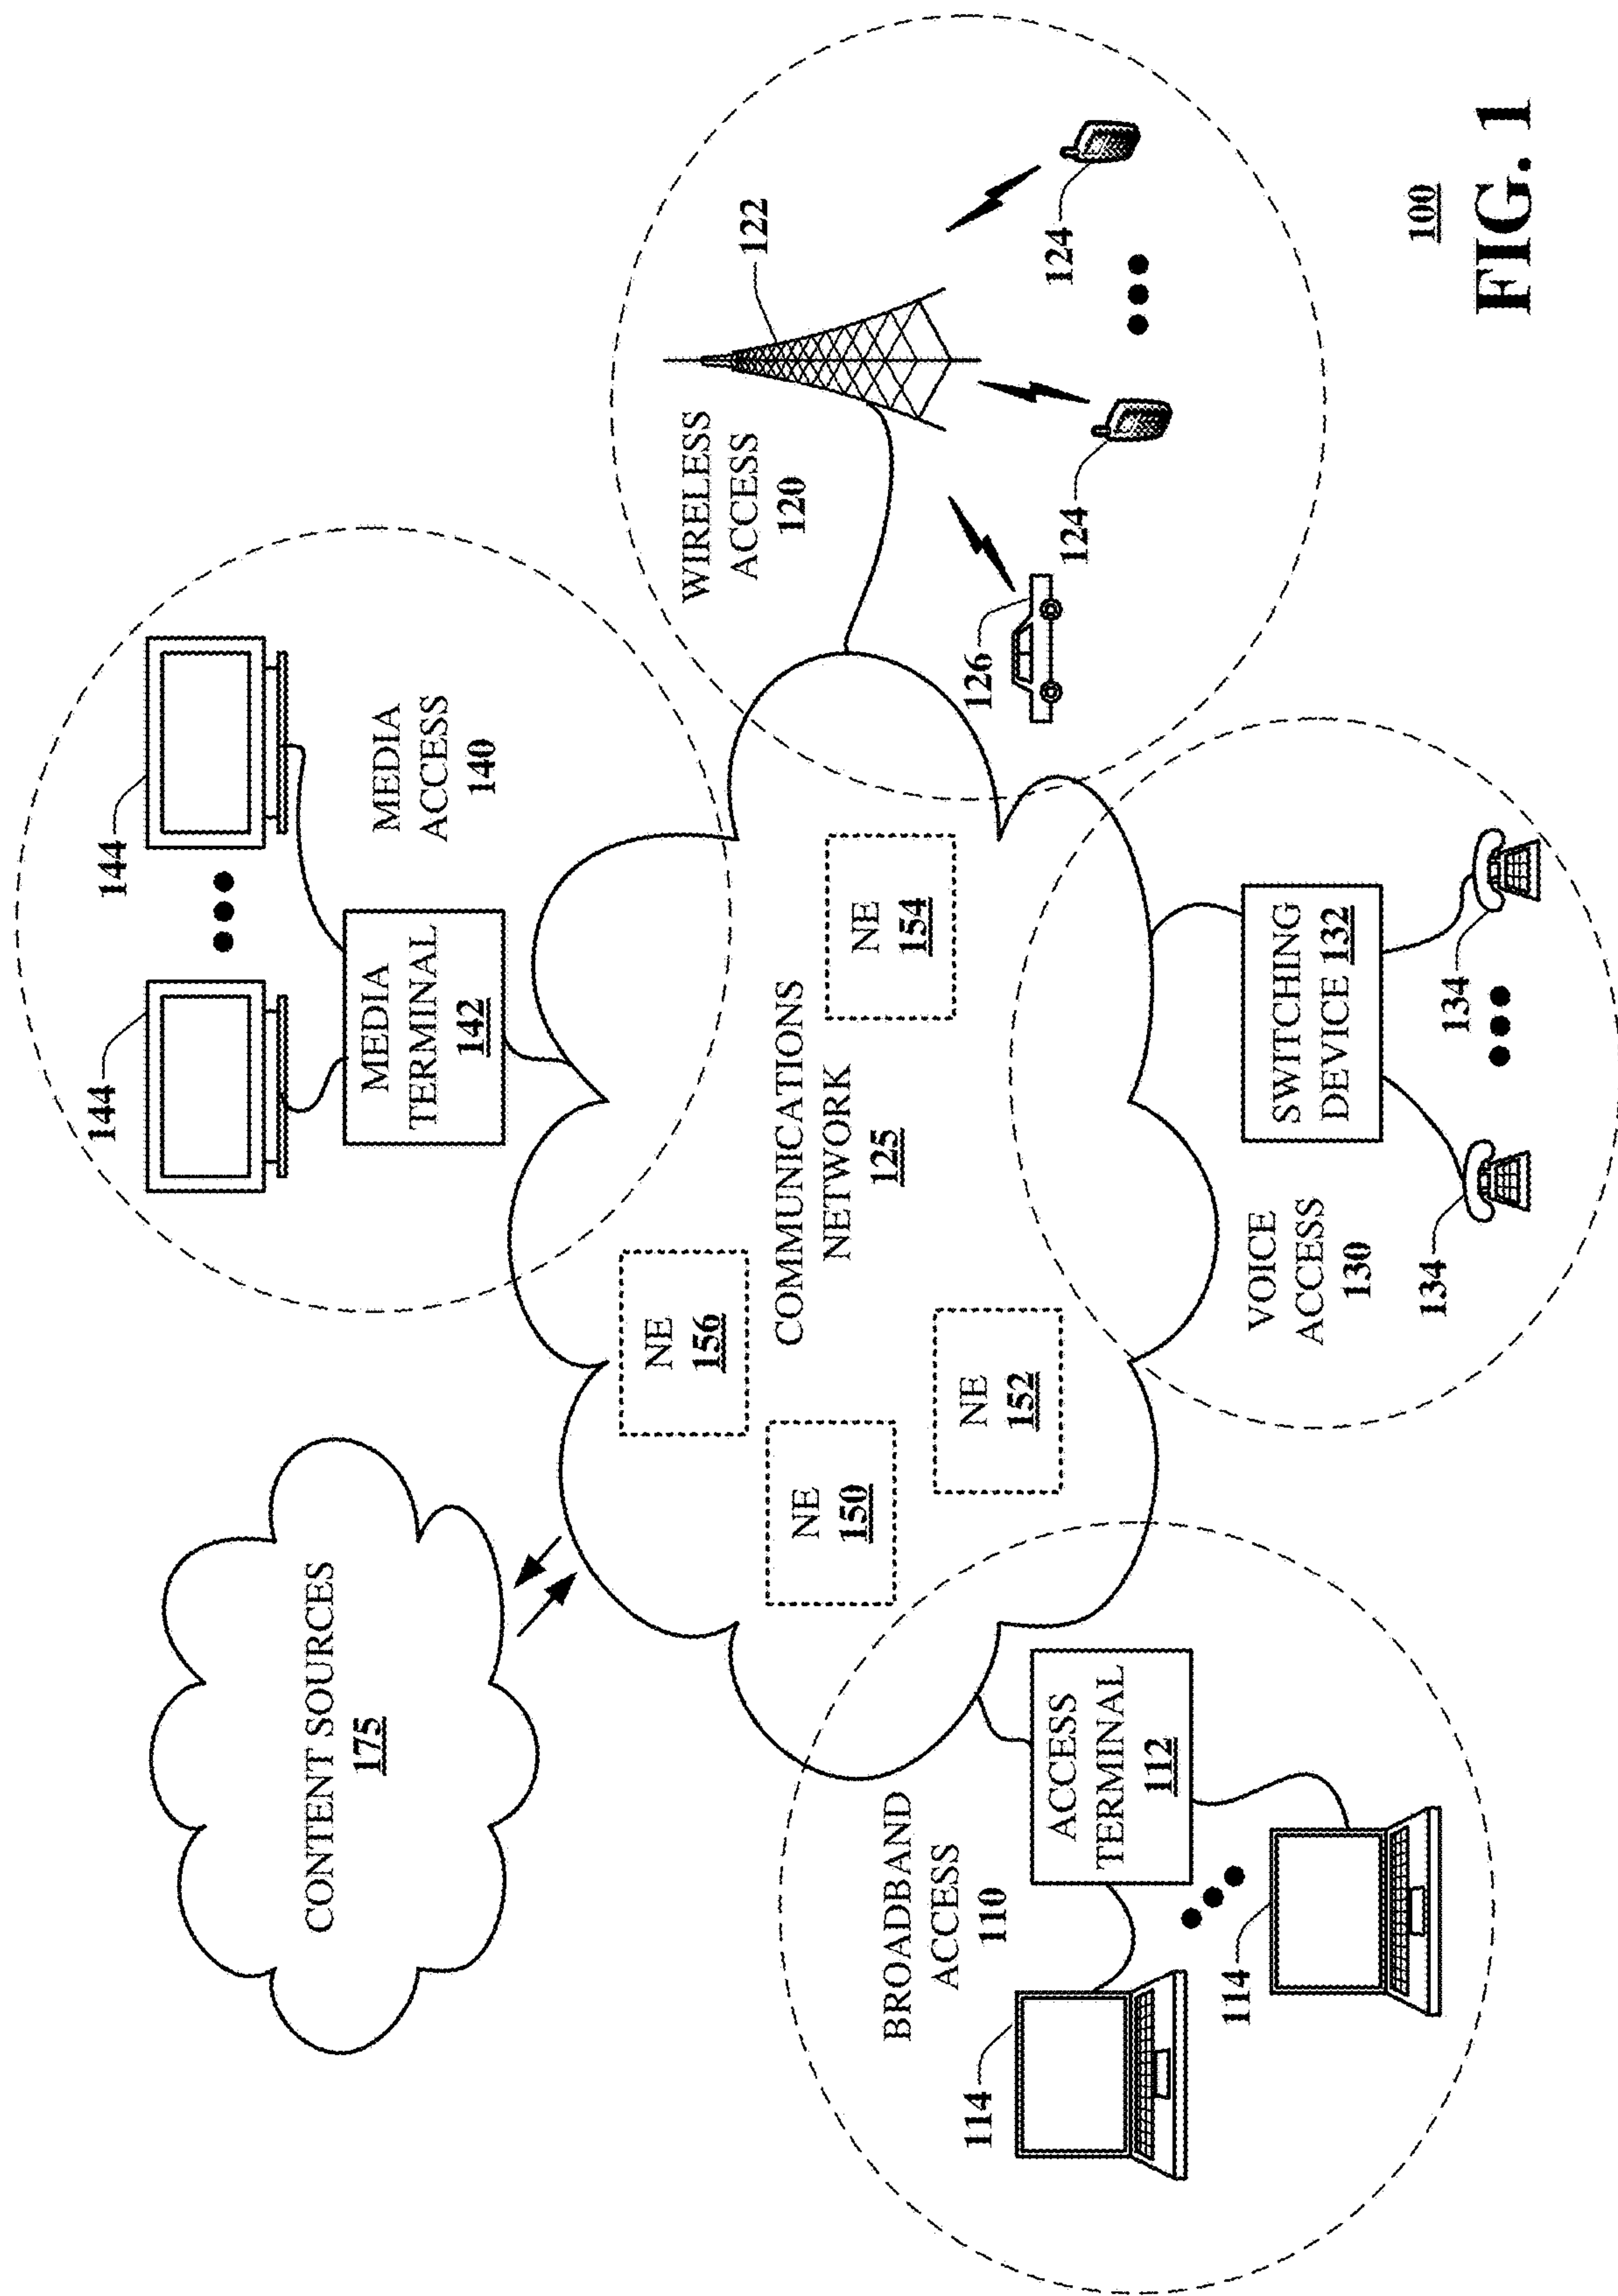 CONTENT SOURCES
175
144
144
MEDIA
TERMINAL
142
MEDIA
ACCESS
140
NE
156
NE
150
NE
152
COMMUNICATIONS
NETWORK
125
NE
154
WIRELESS
ACCESS
120
122
126
124
124
BROADBAND
ACCESS
110
ACCESS
TERMINAL
112
114
114
VOICE
ACCESS
130
SWITCHING
DEVICE 132
134
134
100
FIG. 1